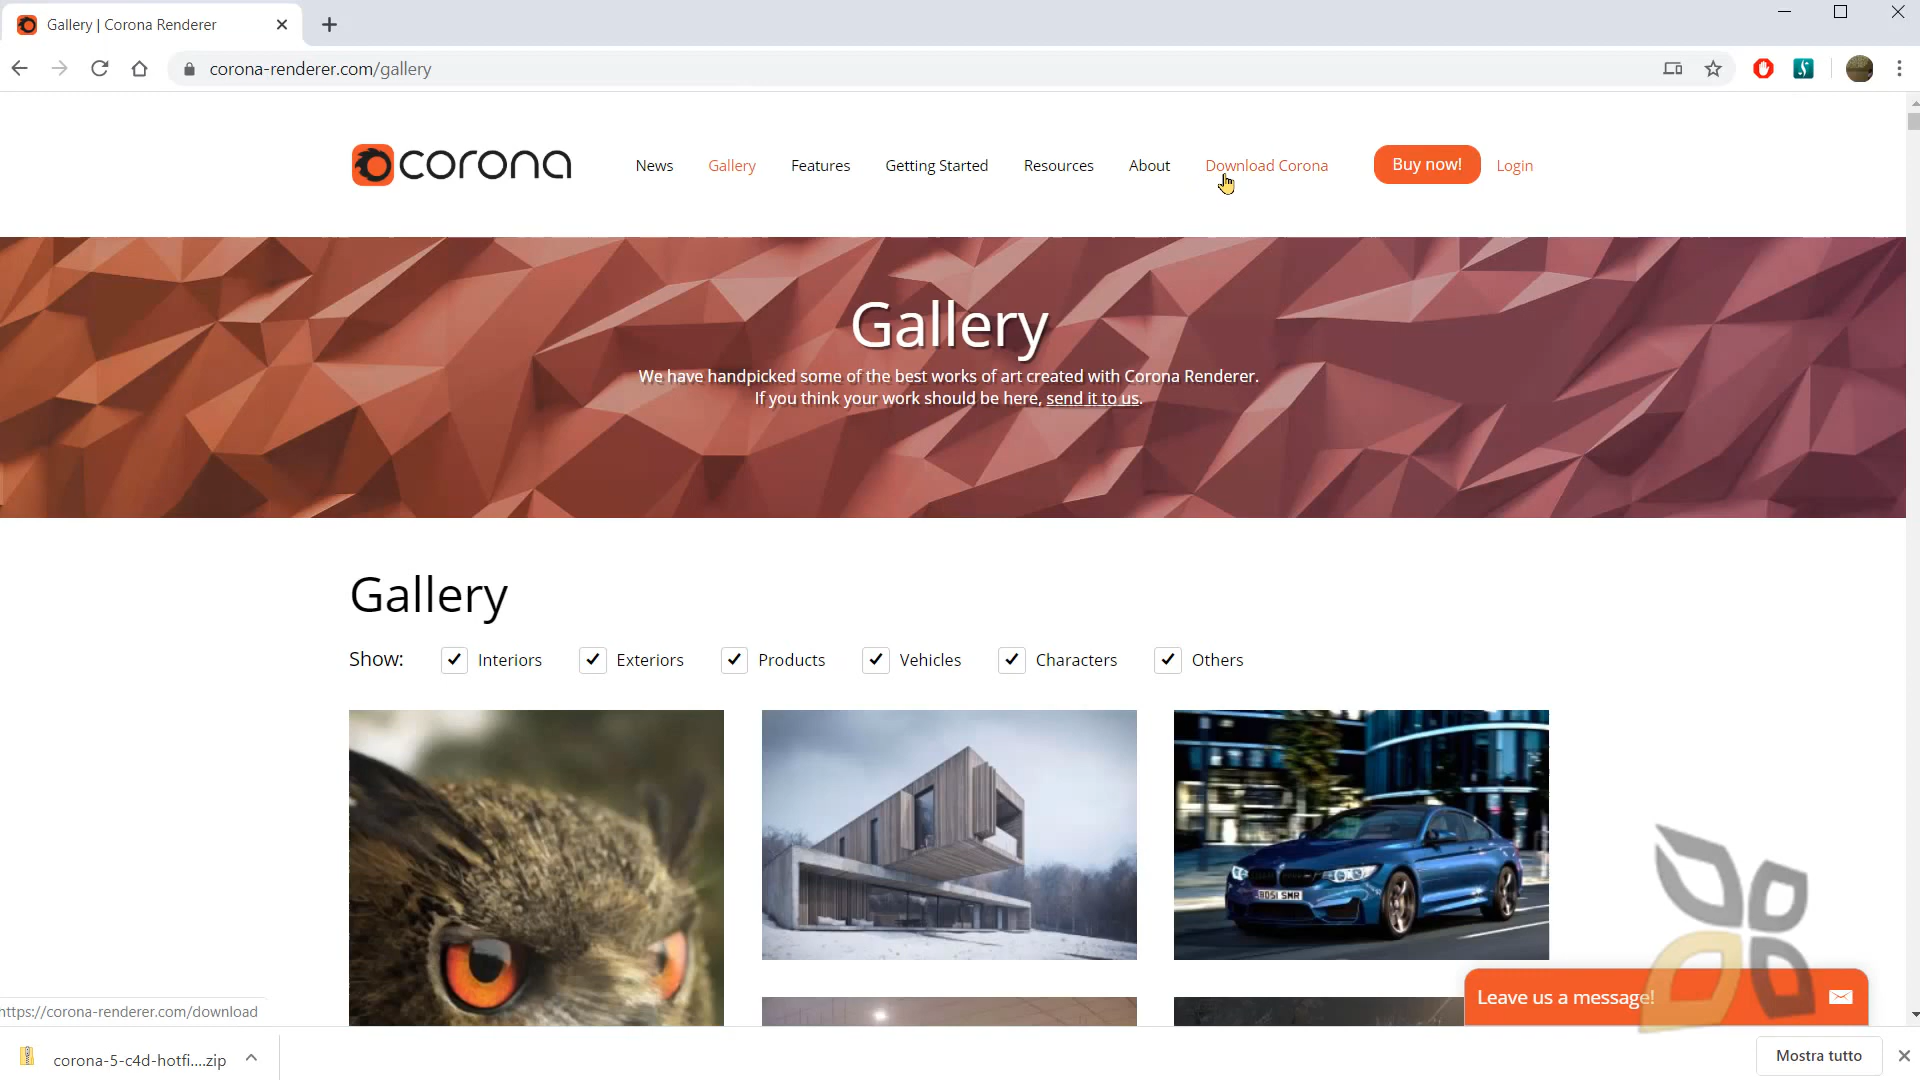 Gallery | Corona Renderer
corona-renderer.com/gallery
corona
News
Gallery
Features
Getting Started
Resources
About
Download Corona
Buy now!
Login
Gallery
We have handpicked some of the best works of art created with Corona Renderer.
If you think your work should be here, send it to us.
Gallery
Show:
Interiors
Exteriors
Products
Vehicles
Characters
Others
BO51 SMR
Leave us a message!
https://corona-renderer.com/download
corona-5-c4d-hotfi....zip
Mostra tutto